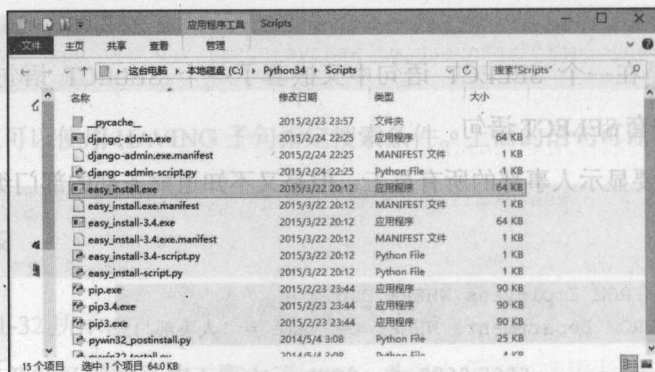 应用程序工具 Scripts
文件 主页 共享 查看 管理
这台电脑 ▸ 本地磁盘 (C:) ▸ Python34 ▸ Scripts 搜索"Scripts"
名称 修改日期 类型 大小
__pycache__ 2015/2/23 23:57 文件夹
django-admin.exe 2015/2/24 22:25 应用程序 64 KB
django-admin.exe.manifest 2015/2/24 22:25 MANIFEST 文件 1 KB
django-admin-script.py 2015/2/24 22:25 Python File 1 KB
easy_install.exe 2015/3/22 20:12 应用程序 64 KB
easy_install.exe.manifest 2015/3/22 20:12 MANIFEST 文件 1 KB
easy_install-3.4.exe 2015/3/22 20:12 应用程序 64 KB
easy_install-3.4.exe.manifest 2015/3/22 20:12 MANIFEST 文件 1 KB
easy_install-3.4-script.py 2015/3/22 20:12 Python File 1 KB
easy_install-script.py 2015/3/22 20:12 Python File 1 KB
pip.exe 2015/2/23 23:44 应用程序 90 KB
pip3.4.exe 2015/2/23 23:44 应用程序 90 KB
pip3.exe 2015/2/23 23:44 应用程序 90 KB
pywin32_postinstall.py 2014/5/4 3:08 Python File 25 KB
pywin32_testall.py 2014/5/4 3:08 Python File 4 KB
15 个项目 选中 1 个项目 64.0 KB